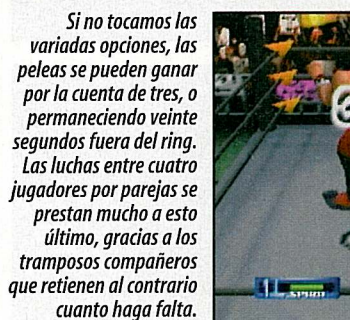 Si no tocamos las
variadas opciones, las
peleas se pueden ganar
por la cuenta de tres, o
permaneciendo veinte
segundos fuera del ring.
Las luchas entre cuatro
jugadores por parejas se
prestan mucho a esto
último, gracias a los
tramposos compañeros
que retienen al contrario
cuanto haga falta.